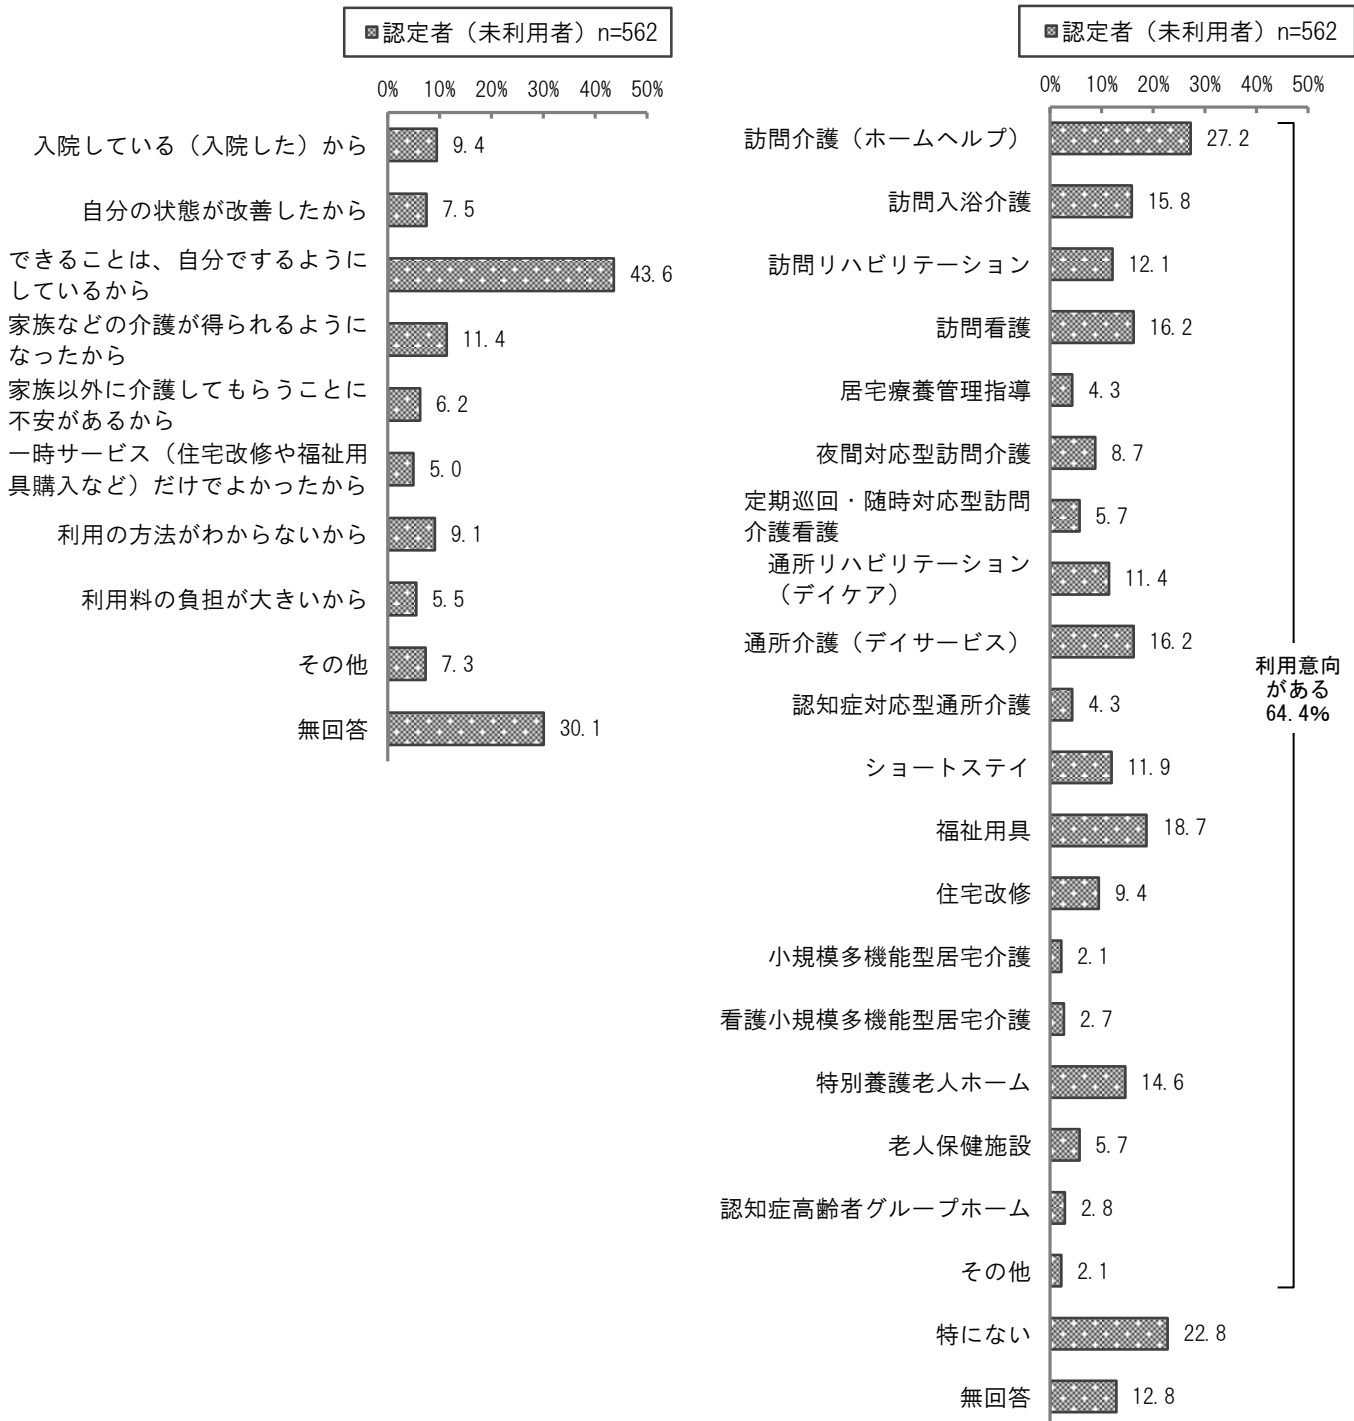 認定者（未利用者）n=562
0% 10% 20% 30% 40% 50%
入院している（入院した）から 9.4
自分の状態が改善したから 7.5
できることは、自分でするように
しているから 43.6
家族などの介護が得られるように
なったから 11.4
家族以外に介護してもらうことに
不安があるから 6.2
一時サービス（住宅改修や福祉用
具購入など）だけでよかったから 5.0
利用の方法がわからないから 9.1
利用料の負担が大きいから 5.5
その他 7.3
無回答 30.1
認定者（未利用者）n=562
0% 10% 20% 30% 40% 50%
訪問介護（ホームヘルプ） 27.2
訪問入浴介護 15.8
訪問リハビリテーション 12.1
訪問看護 16.2
居宅療養管理指導 4.3
夜間対応型訪問介護 8.7
定期巡回・随時対応型訪問
介護看護 5.7
通所リハビリテーション
（デイケア） 11.4
通所介護（デイサービス） 16.2
認知症対応型通所介護 4.3
ショートステイ 11.9
福祉用具 18.7
住宅改修 9.4
小規模多機能型居宅介護 2.1
看護小規模多機能型居宅介護 2.7
特別養護老人ホーム 14.6
老人保健施設 5.7
認知症高齢者グループホーム 2.8
その他 2.1
特にない 22.8
無回答 12.8
利用意向
がある
64.4%